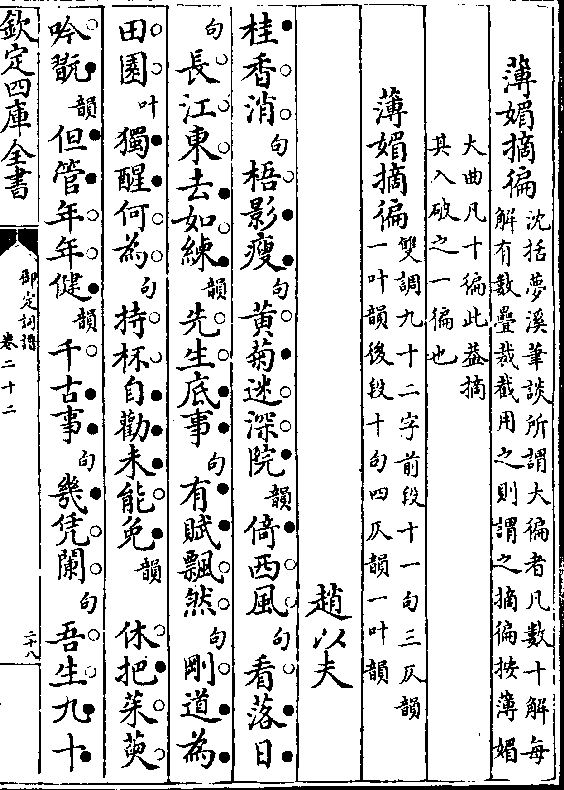 薄媚摘徧 沈括夢溪筆談所謂大徧者凡數十解每解有數疊裁截用之則謂之摘徧按薄媚
大曲凡十徧此葢摘其入破之一徧也
薄媚摘徧 雙調九十二字前段十一句三仄韻一叶韻後段十句四仄韻一叶韻
趙以夫
桂香消句梧影瘦句黄菊迷深院韻倚西風句看落日
句長江東去如練韻先生底事句有賦飄然句剛道為
田園叶獨醒何為句持杯自勸未能免韻 休把茱萸
吟翫韻但管年年健韻千古事句幾凭闌句吾生九十
欽定四庫全書
御定詞譜
卷二十二
二十八